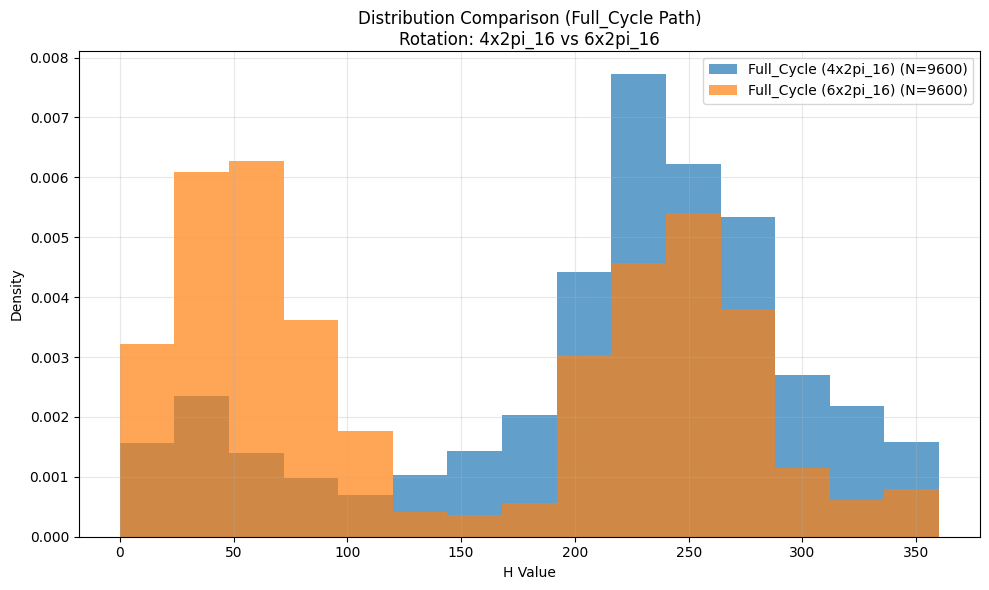 Distribution Comparison (Full_Cycle Path)
Rotation: 4x2pi_16 vs 6x2pi_16
Full_Cycle (4x2pi_16) (N=9600)
Full_Cycle (6x2pi_16) (N=9600)
0.008
0.007
0.006
0.005
0.004
0.003
0.002
0.001
0.000
Density
0 50 100 150 200 250 300 350
H Value